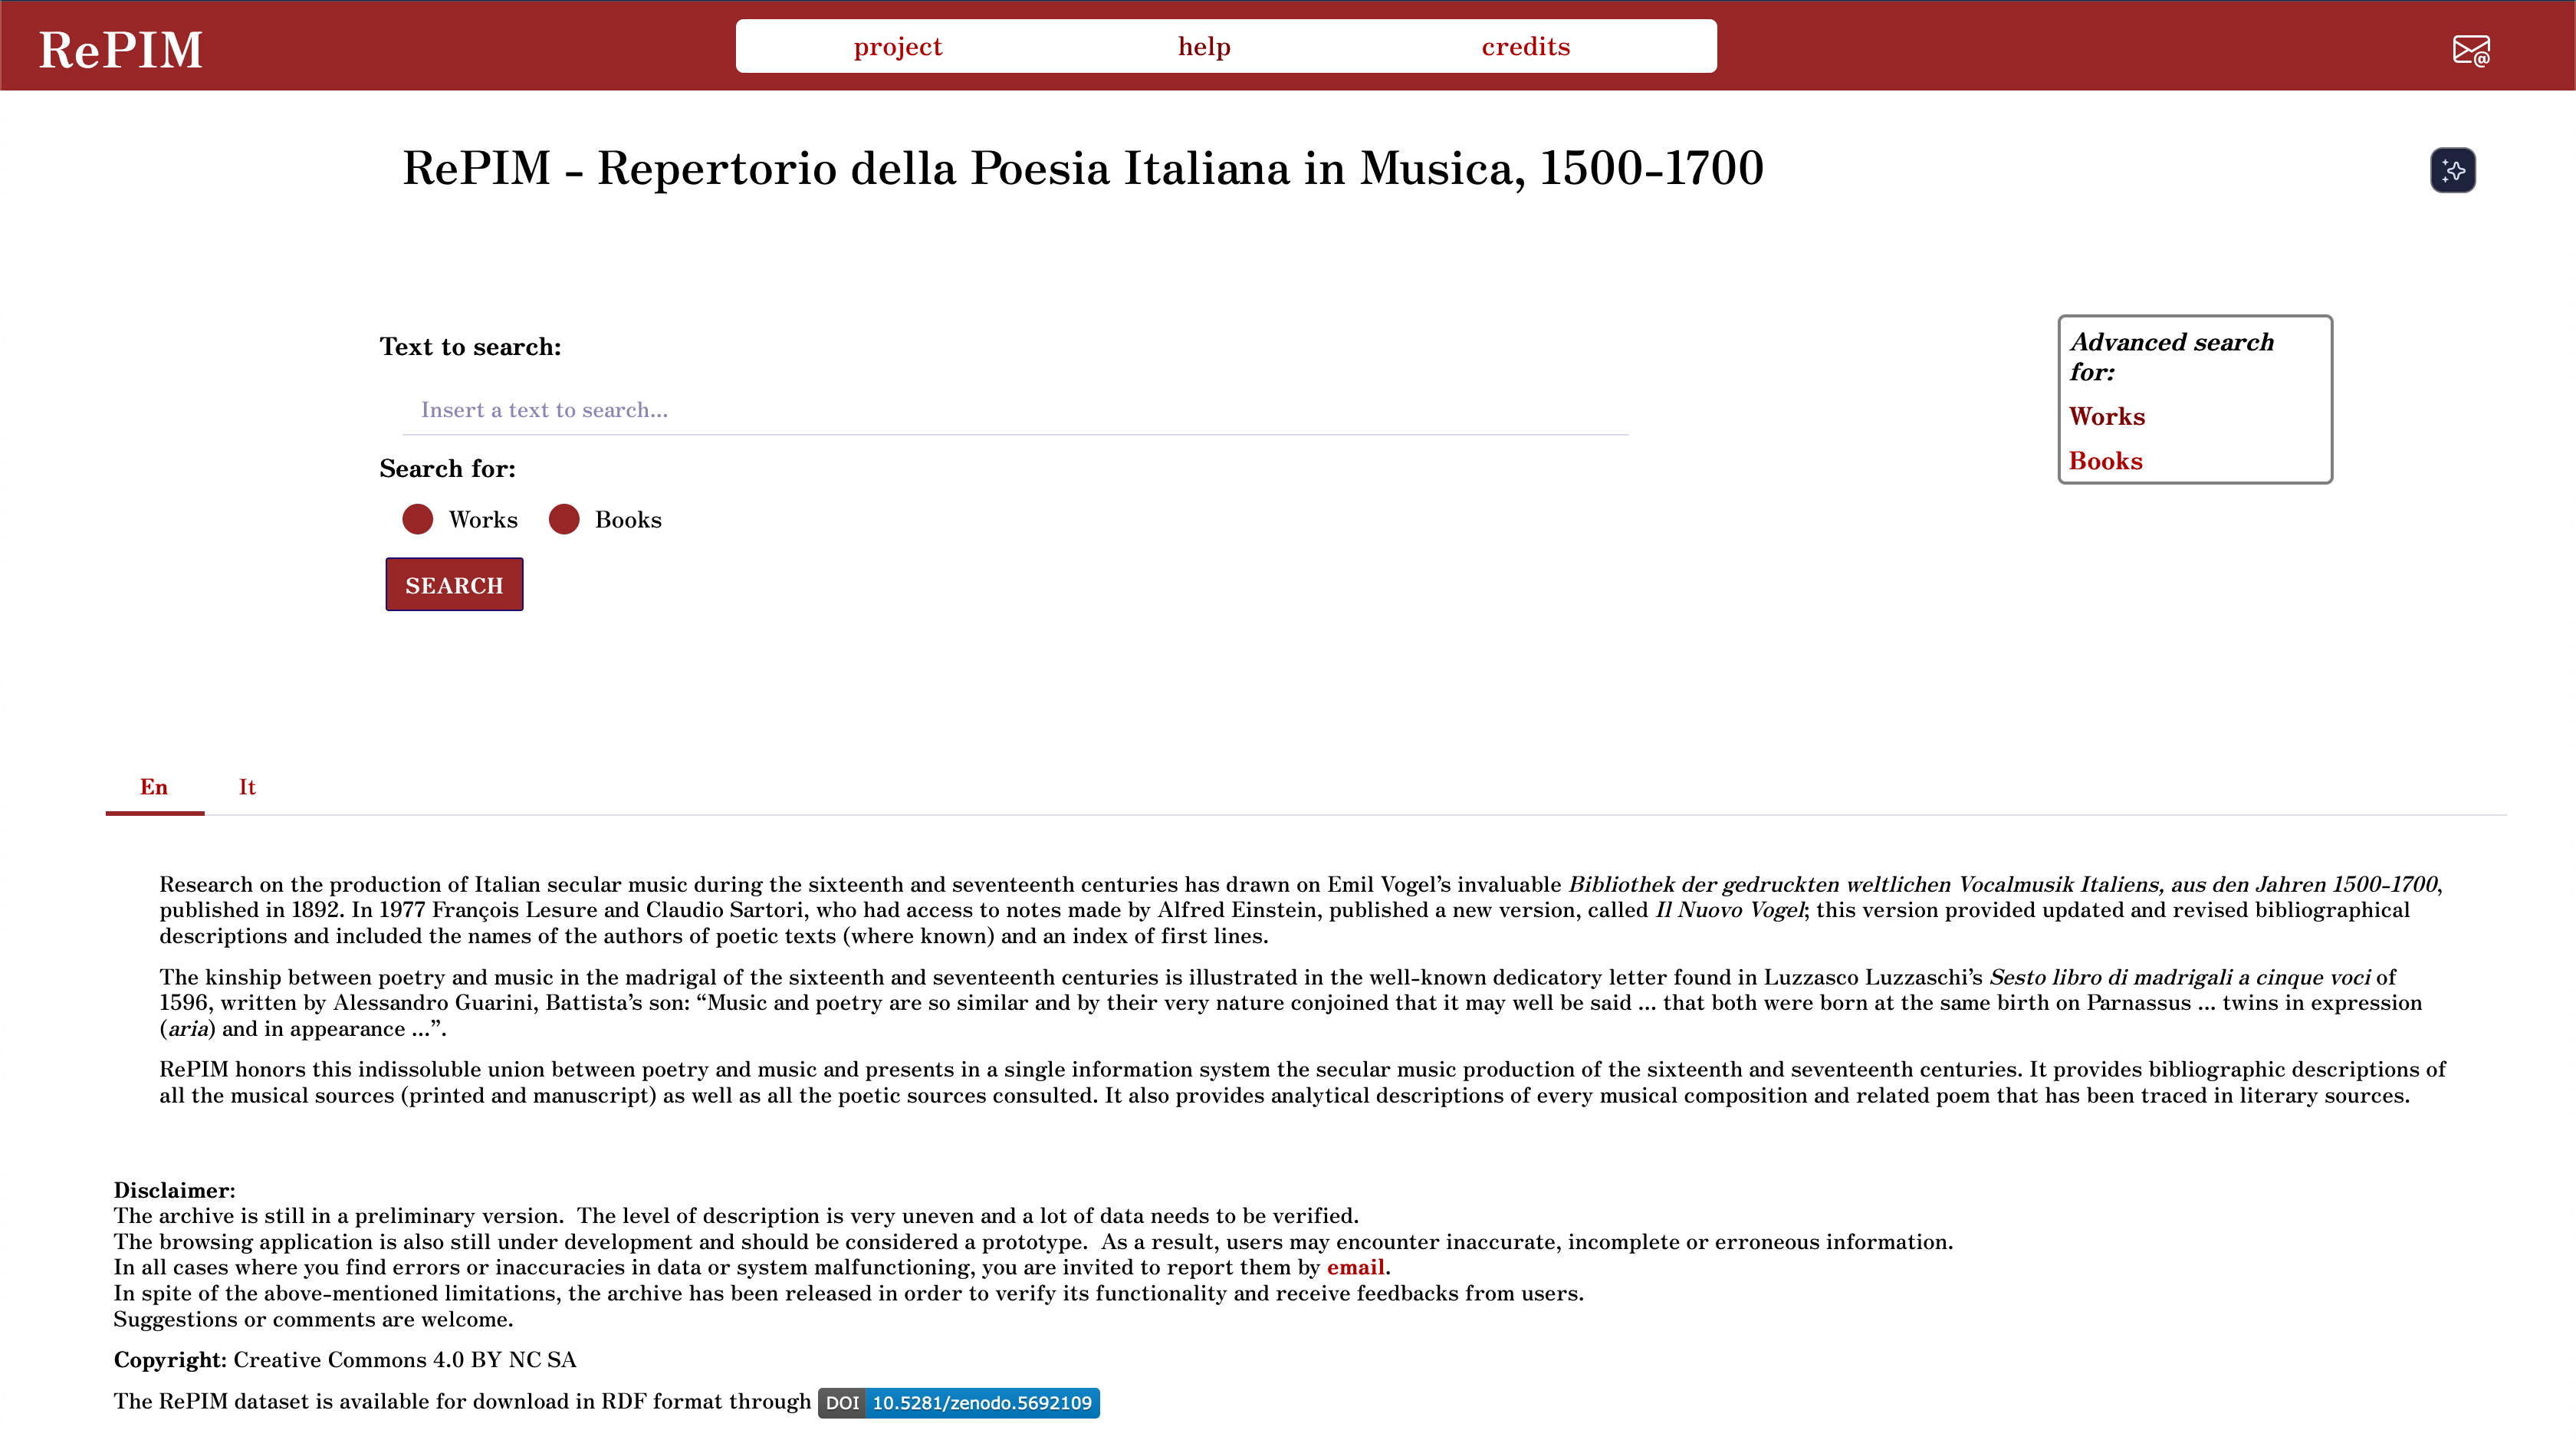 RePIM
project help credits
RePIM - Repertorio della Poesia Italiana in Musica, 1500-1700
Text to search:
Insert a text to search...
Search for:
Works Books
SEARCH
Advanced search
for:
Works
Books
En It
Research on the production of Italian secular music during the sixteenth and seventeenth centuries has drawn on Emil Vogel’s invaluable Bibliothek der gedruckten weltlichen Vocalmusik Italiens, aus den Jahren 1500-1700,
published in 1892. In 1977 François Lesure and Claudio Sartori, who had access to notes made by Alfred Einstein, published a new version, called Il Nuovo Vogel; this version provided updated and revised bibliographical
descriptions and included the names of the authors of poetic texts (where known) and an index of first lines.
The kinship between poetry and music in the madrigal of the sixteenth and seventeenth centuries is illustrated in the well-known dedicatory letter found in Luzzasco Luzzaschi’s Sesto libro di madrigali a cinque voci of
1596, written by Alessandro Guarini, Battista’s son: “Music and poetry are so similar and by their very nature conjoined that it may well be said ... that both were born at the same birth on Parnassus ... twins in expression
(aria) and in appearance ...”.
RePIM honors this indissoluble union between poetry and music and presents in a single information system the secular music production of the sixteenth and seventeenth centuries. It provides bibliographic descriptions of
all the musical sources (printed and manuscript) as well as all the poetic sources consulted. It also provides analytical descriptions of every musical composition and related poem that has been traced in literary sources.
Disclaimer:
The archive is still in a preliminary version. The level of description is very uneven and a lot of data needs to be verified.
The browsing application is also still under development and should be considered a prototype. As a result, users may encounter inaccurate, incomplete or erroneous information.
In all cases where you find errors or inaccuracies in data or system malfunctioning, you are invited to report them by email.
In spite of the above-mentioned limitations, the archive has been released in order to verify its functionality and receive feedbacks from users.
Suggestions or comments are welcome.
Copyright: Creative Commons 4.0 BY NC SA
The RePIM dataset is available for download in RDF format through DOI 10.5281/zenodo.5692109